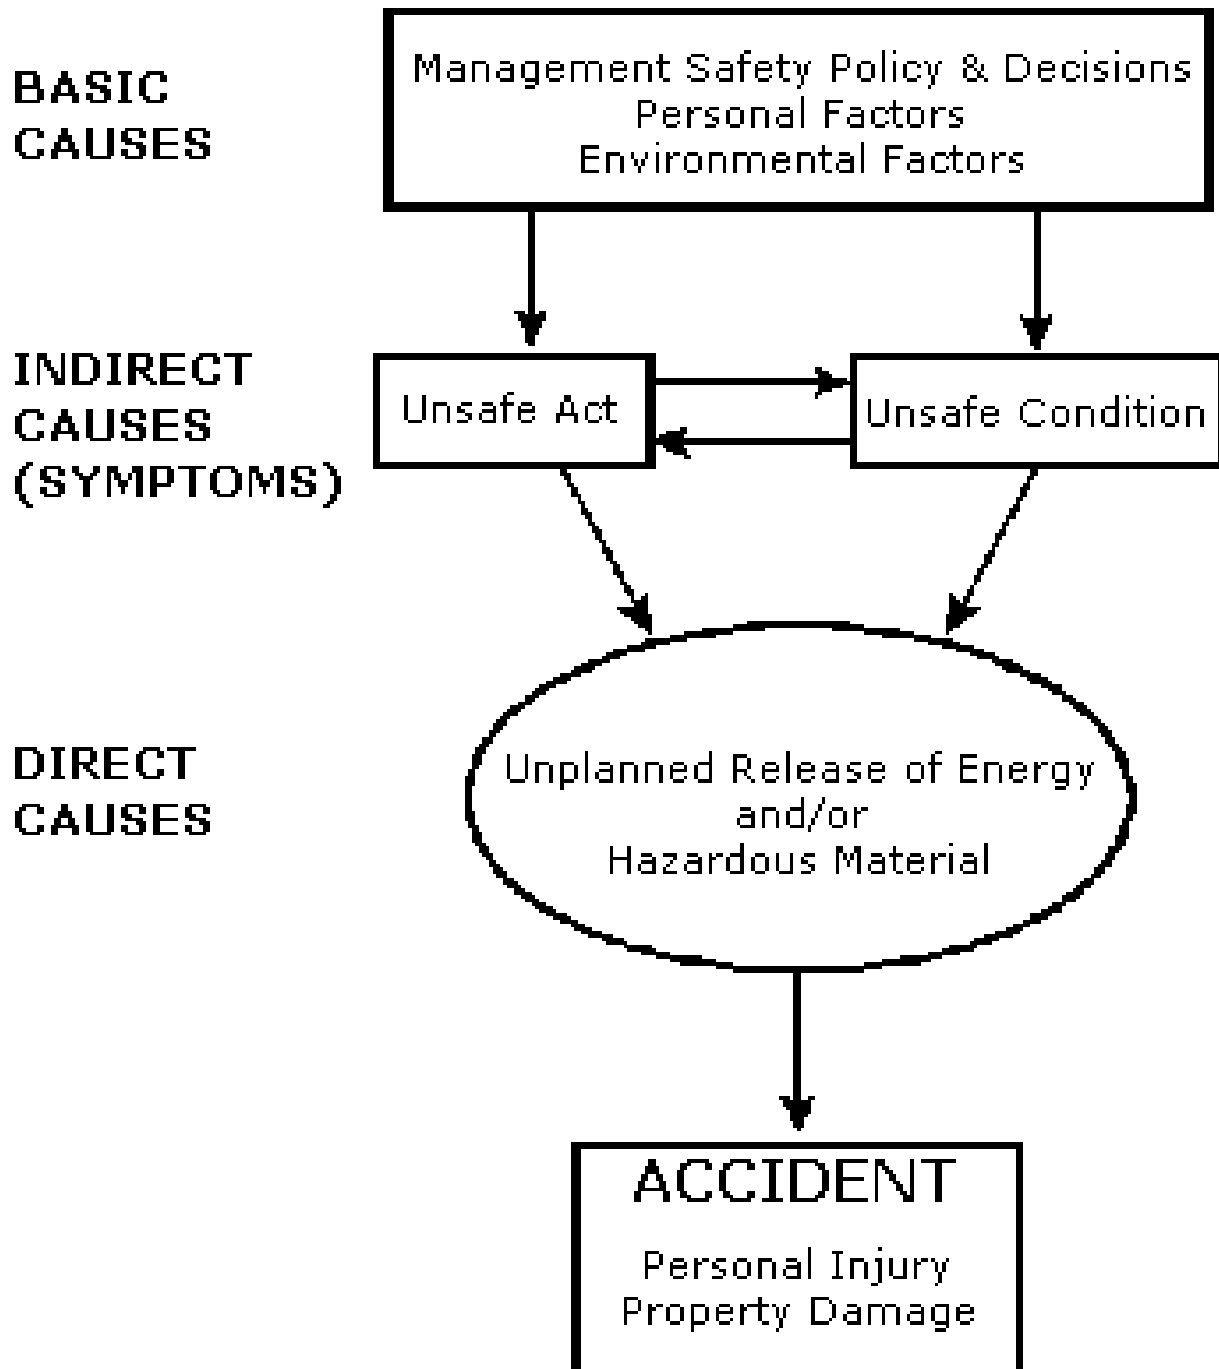 BASIC
CAUSES
Management Safety Policy & Decisions
Personal Factors
Environmental Factors
INDIRECT
CAUSES
(SYMPTOMS)
Unsafe Act
Unsafe Condition
DIRECT
CAUSES
Unplanned Release of Energy
and/or
Hazardous Material
ACCIDENT
Personal Injury
Property Damage